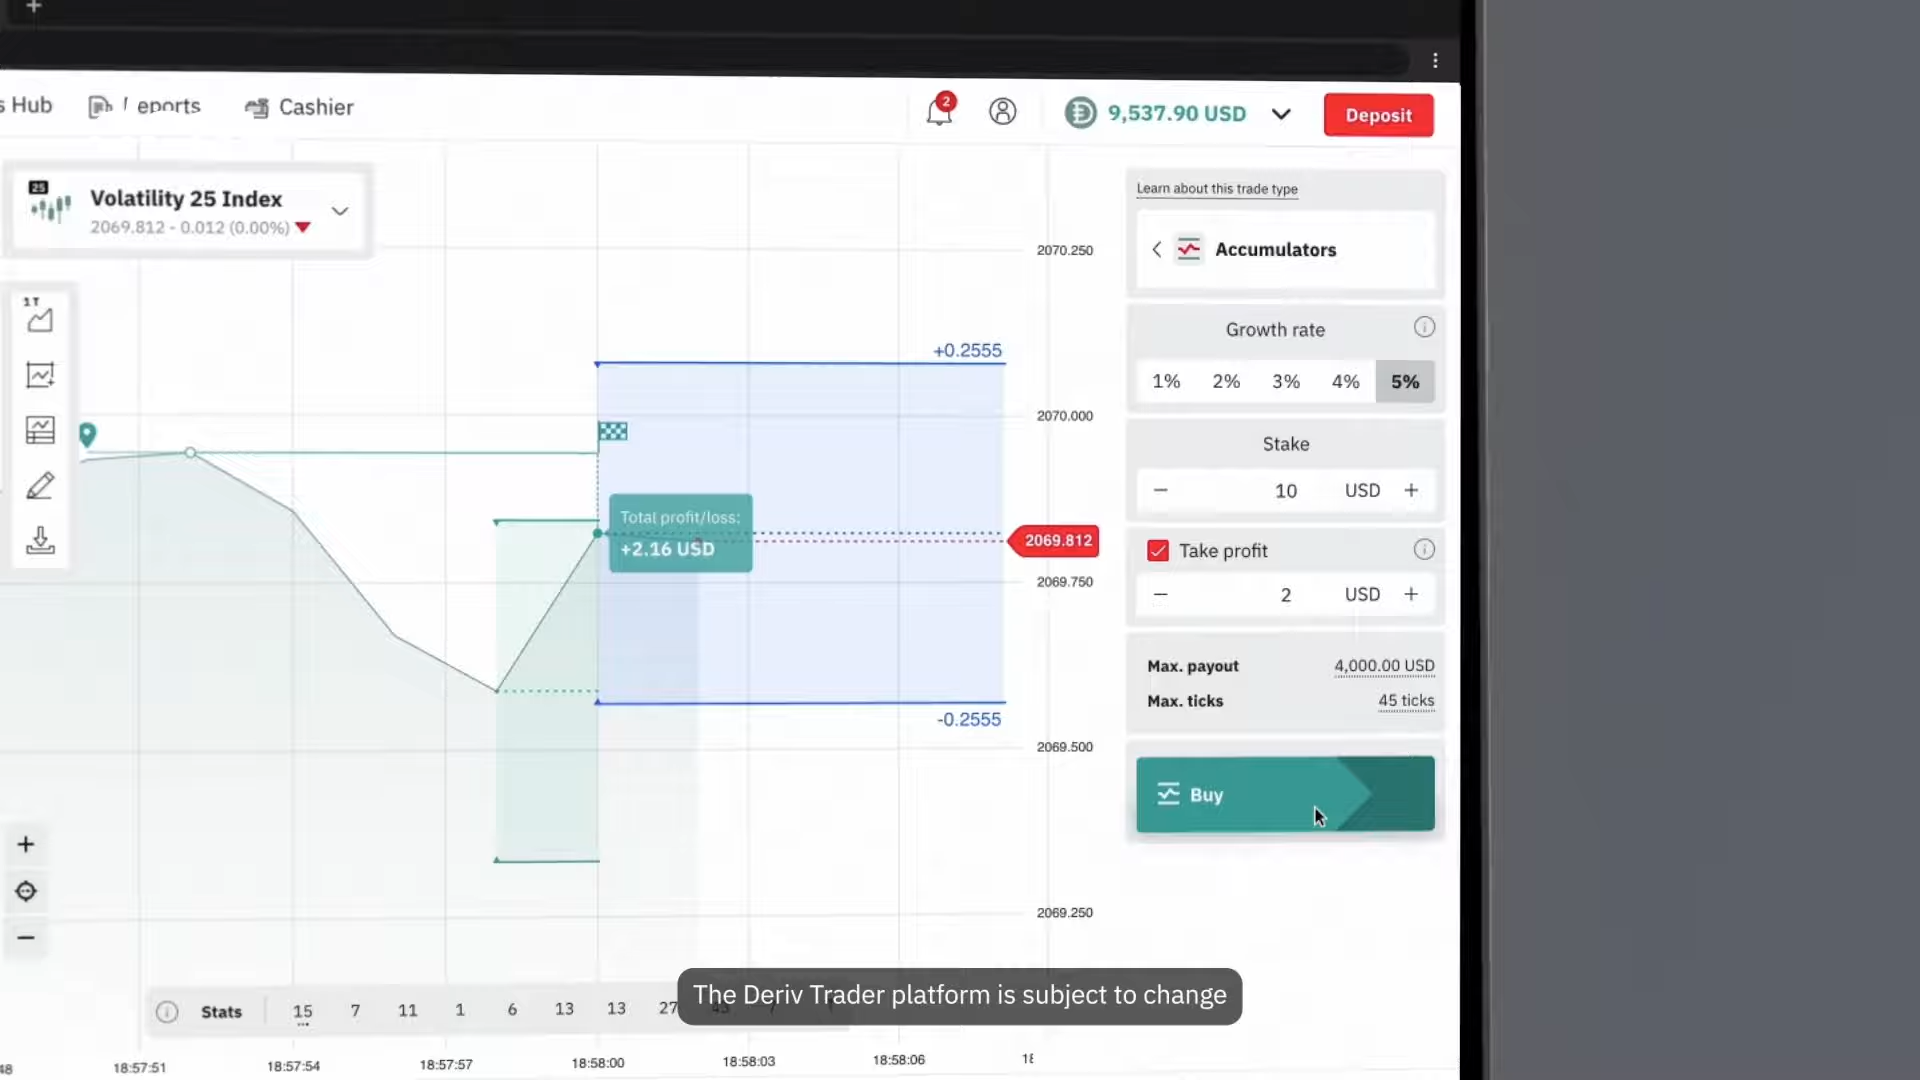 s Hub
eports
Cashier
2
9,537.90 USD
Deposit
25
Volatility 25 Index
2069.812 - 0.012 (0.00%)
Learn about this trade type
Accumulators
1T
Growth rate
1% 2% 3% 4% 5%
Stake
10 USD
Take profit
2 USD
Max. payout 4,000.00 USD
Max. ticks 45 ticks
Buy
+0.2555
Total profit/loss:
+2.16 USD
-0.2555
2070.250
2070.000
2069.812
2069.750
2069.500
2069.250
Stats 15 7 11 1 6 13 13 27
The Deriv Trader platform is subject to change
48 18:57:51 18:57:54 18:57:57 18:58:00 18:58:03 18:58:06 18